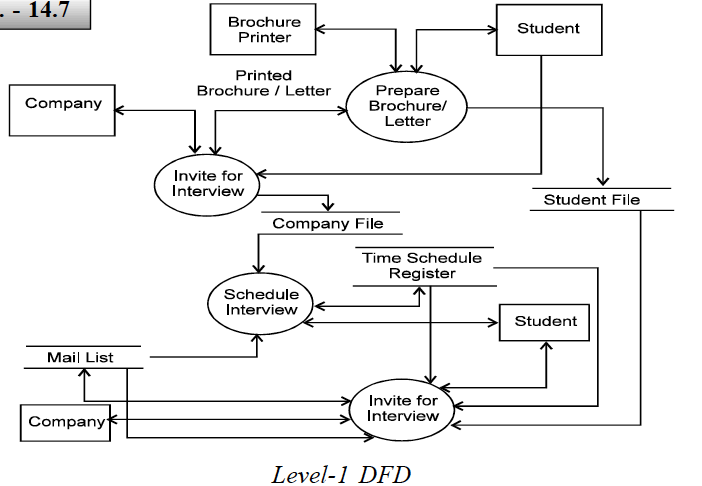 . - 14.7
Brochure
Printer
Student
Printed
Brochure / Letter
Prepare
Brochure/
Letter
Company
Invite for
Interview
Student File
Company File
Time Schedule
Register
Schedule
Interview
Student
Mail List
Invite for
Interview
Company
Level-1 DFD